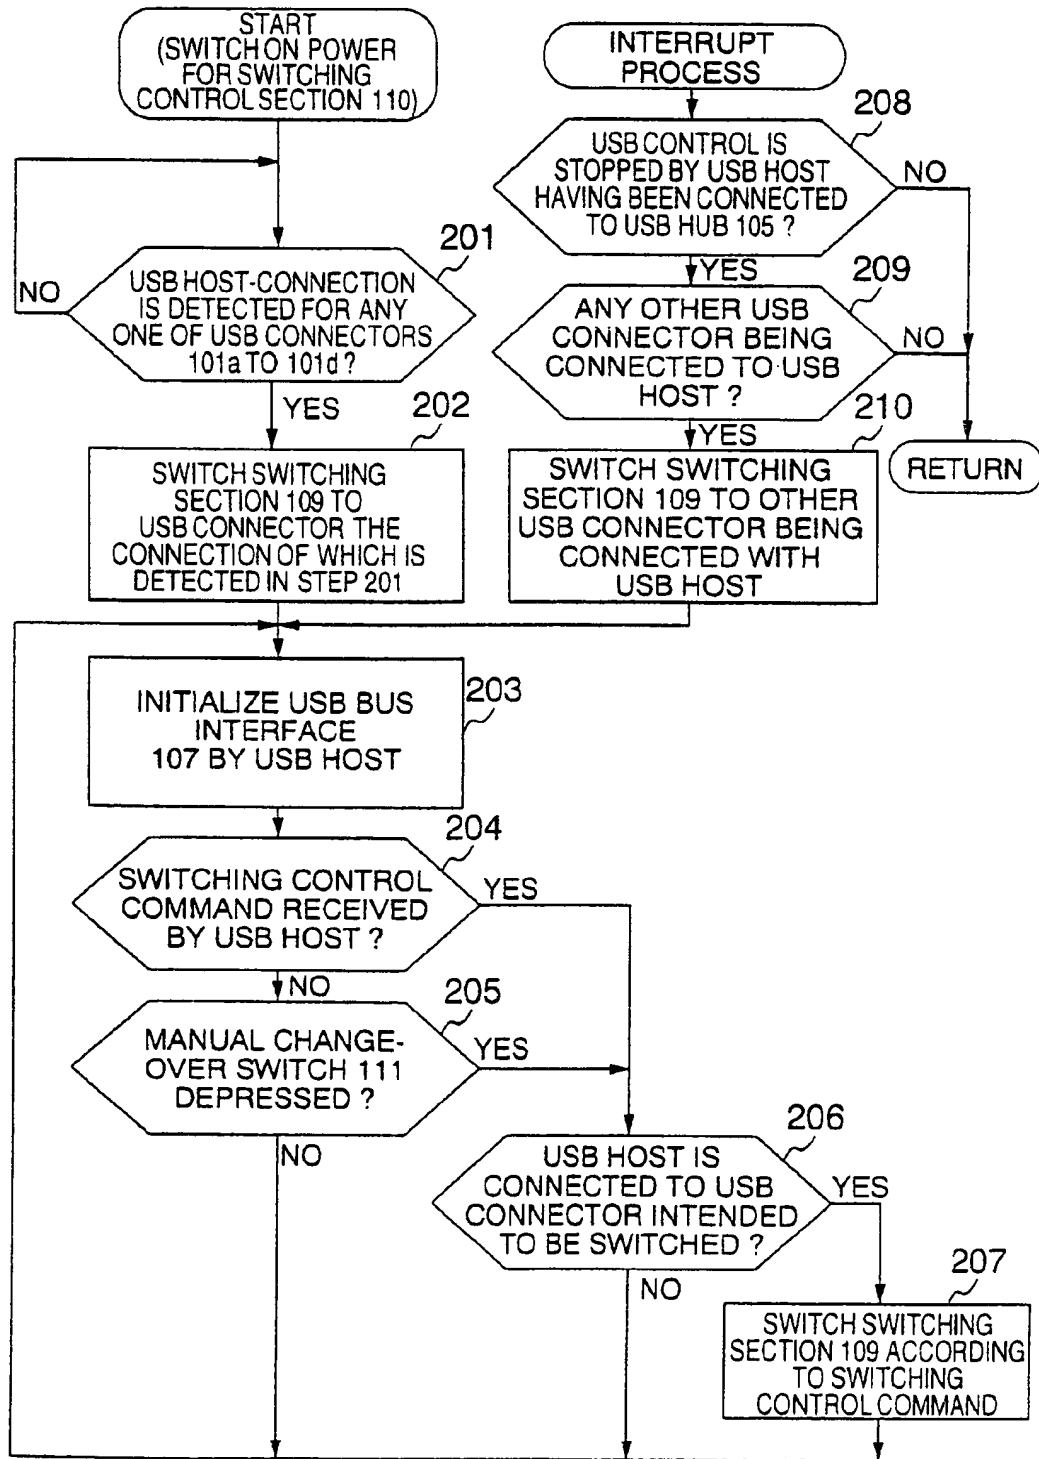 START
(SWITCH ON POWER
FOR SWITCHING
CONTROL SECTION 110)
NO
201
USB HOST-CONNECTION
IS DETECTED FOR ANY
ONE OF USB CONNECTORS
101a TO 101d ?
YES
202
SWITCH SWITCHING
SECTION 109 TO
USB CONNECTOR THE
CONNECTION OF WHICH IS
DETECTED IN STEP 201
203
INITIALIZE USB BUS
INTERFACE
107 BY USB HOST
204
SWITCHING CONTROL
COMMAND RECEIVED
BY USB HOST ?
YES
NO
205
MANUAL CHANGE-
OVER SWITCH 111
DEPRESSED ?
YES
NO
206
USB HOST IS
CONNECTED TO USB
CONNECTOR INTENDED
TO BE SWITCHED ?
YES
NO
207
SWITCH SWITCHING
SECTION 109 ACCORDING
TO SWITCHING
CONTROL COMMAND
INTERRUPT
PROCESS
208
USB CONTROL IS
STOPPED BY USB HOST
HAVING BEEN CONNECTED
TO USB HUB 105 ?
NO
YES
209
ANY OTHER USB
CONNECTOR BEING
CONNECTED TO USB
HOST ?
NO
YES
210
SWITCH SWITCHING
SECTION 109 TO OTHER
USB CONNECTOR BEING
CONNECTED WITH
USB HOST
RETURN